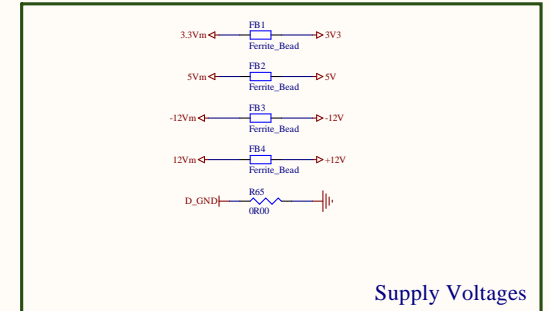 FB1
3.3Vm 3V3
Ferrite_Bead
FB2
5Vm 5V
Ferrite_Bead
FB3
-12Vm -12V
Ferrite_Bead
FB4
12Vm +12V
Ferrite_Bead
R65
D_GND
0R00
Supply Voltages